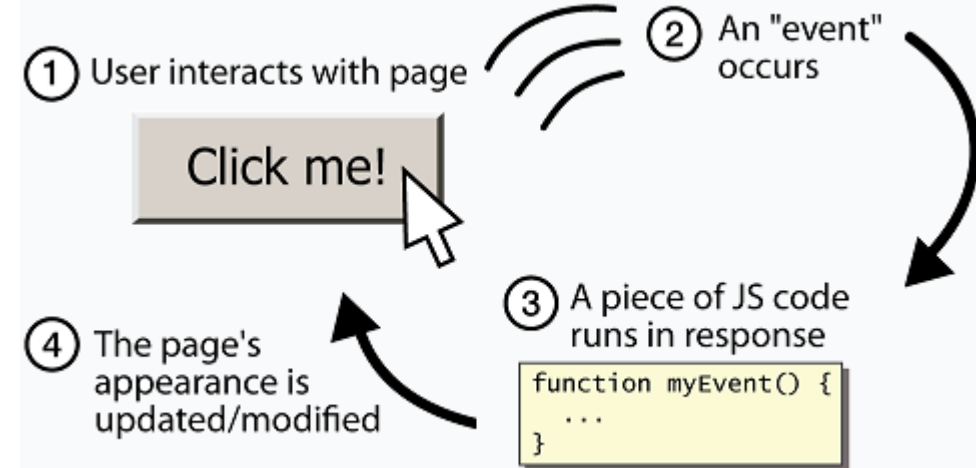 1 User interacts with page
Click me!
2 An "event"
occurs
3 A piece of JS code
runs in response
function myEvent() {
...
}
4 The page's
appearance is
updated/modified